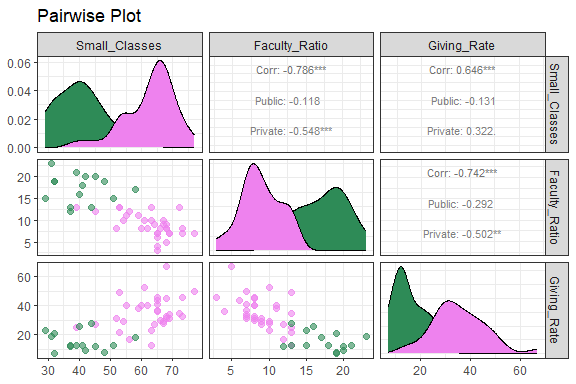 Pairwise Plot
Small_Classes Faculty_Ratio Giving_Rate
0.06
0.04
0.02
0.00
Corr: -0.786***
Public: -0.118
Private: -0.548***
Corr: 0.646***
Public: -0.131
Private: 0.322.
Small_Classes
20
15
10
5
Corr: -0.742***
Public: -0.292
Private: -0.502**
Faculty_Ratio
60
40
20
Giving_Rate
30 40 50 60 70 5 10 15 20 20 40 60